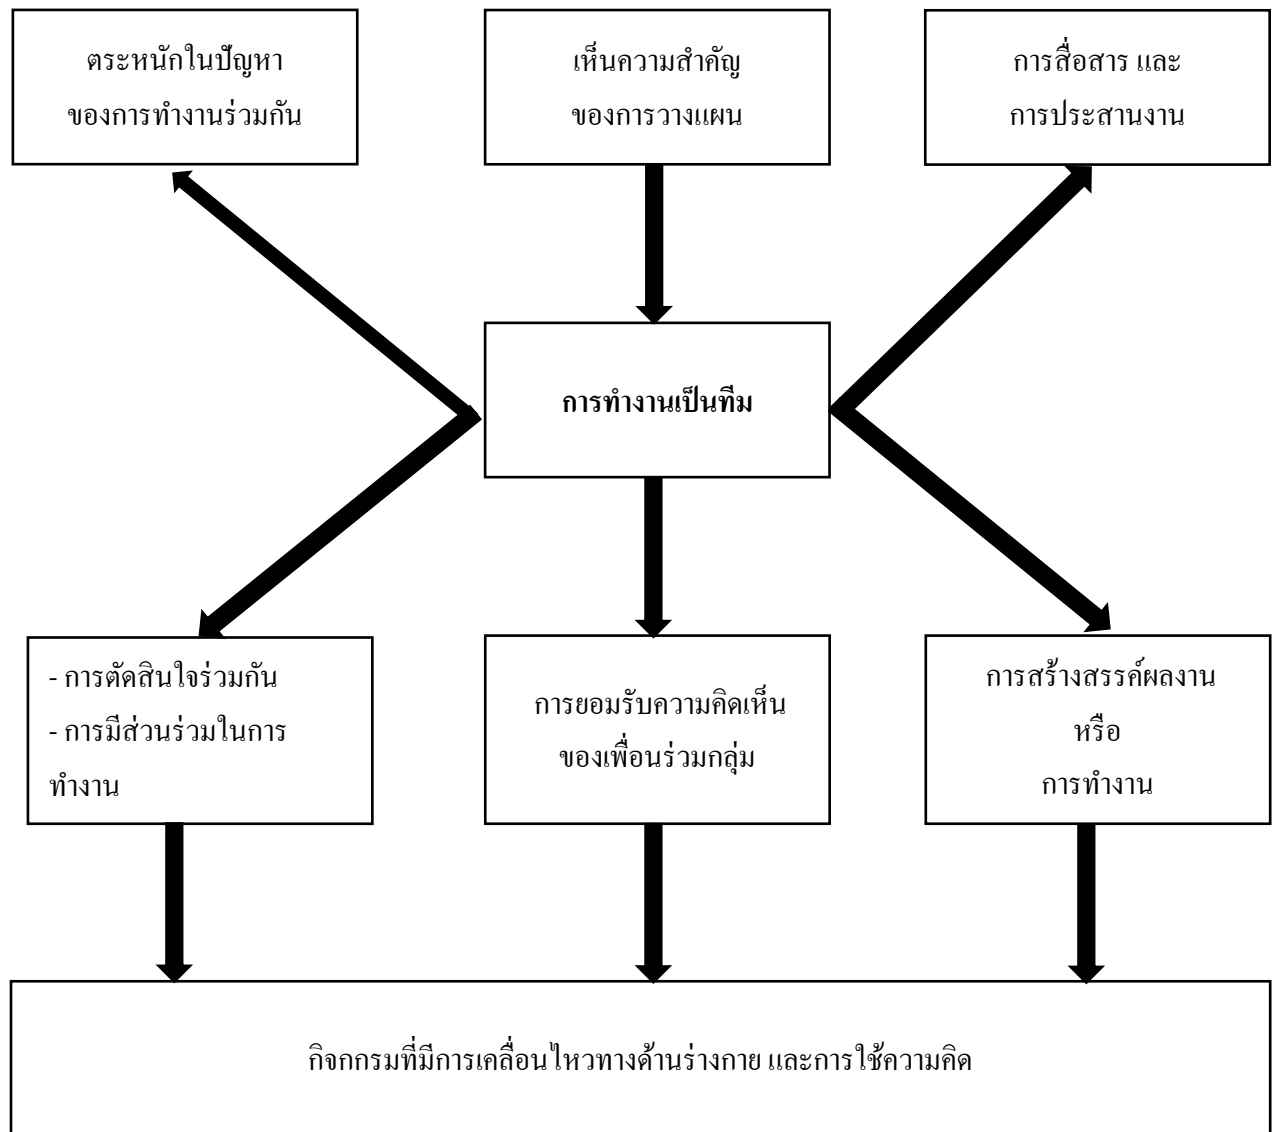 ตระหนักในปัญหา
ของการทำงานร่วมกัน
เห็นความสำคัญ
ของการวางแผน
การสื่อสาร และ
การประสานงาน
การทำงานเป็นทีม
- การตัดสินใจร่วมกัน
- การมีส่วนร่วมในการ
ทำงาน
การยอมรับความคิดเห็น
ของเพื่อนร่วมกลุ่ม
การสร้างสรรค์ผลงาน
หรือ
การทำงาน
กิจกกรมที่มีการเคลื่อนไหวทางด้านร่างกาย และการใช้ความคิด